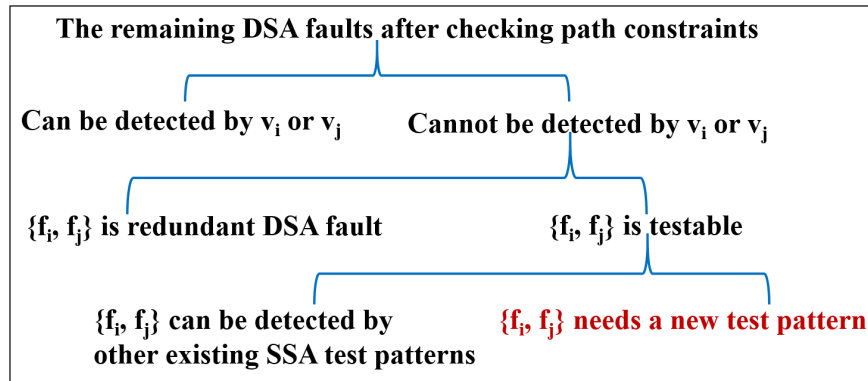 The remaining DSA faults after checking path constraints
Can be detected by vᵢ or vⱼ
Cannot be detected by vᵢ or vⱼ
{fᵢ, fⱼ} is redundant DSA fault
{fᵢ, fⱼ} is testable
{fᵢ, fⱼ} can be detected by
other existing SSA test patterns
{fᵢ, fⱼ} needs a new test pattern